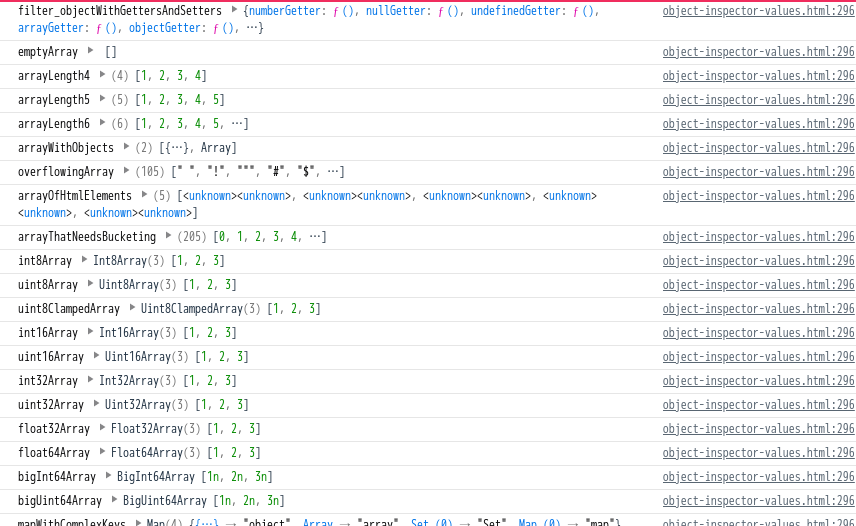 filter_objectWithGettersAndSetters ▶ {numberGetter: ƒ (), nullGetter: ƒ (), undefinedGetter: ƒ (), object-inspector-values.html:296
arrayGetter: ƒ (), objectGetter: ƒ (), …}
emptyArray ▶ [] object-inspector-values.html:296
arrayLength4 ▶ (4) [1, 2, 3, 4] object-inspector-values.html:296
arrayLength5 ▶ (5) [1, 2, 3, 4, 5] object-inspector-values.html:296
arrayLength6 ▶ (6) [1, 2, 3, 4, 5, …] object-inspector-values.html:296
arrayWithObjects ▶ (2) [{…}, Array] object-inspector-values.html:296
overflowingArray ▶ (105) [" ", "!", """, "#", "$", …] object-inspector-values.html:296
arrayOfHtmlElements ▶ (5) [<unknown><unknown>, <unknown><unknown>, <unknown><unknown>, <unknown> object-inspector-values.html:296
<unknown>, <unknown><unknown>]
arrayThatNeedsBucketing ▶ (205) [0, 1, 2, 3, 4, …] object-inspector-values.html:296
int8Array ▶ Int8Array(3) [1, 2, 3] object-inspector-values.html:296
uint8Array ▶ Uint8Array(3) [1, 2, 3] object-inspector-values.html:296
uint8ClampedArray ▶ Uint8ClampedArray(3) [1, 2, 3] object-inspector-values.html:296
int16Array ▶ Int16Array(3) [1, 2, 3] object-inspector-values.html:296
uint16Array ▶ Uint16Array(3) [1, 2, 3] object-inspector-values.html:296
int32Array ▶ Int32Array(3) [1, 2, 3] object-inspector-values.html:296
uint32Array ▶ Uint32Array(3) [1, 2, 3] object-inspector-values.html:296
float32Array ▶ Float32Array(3) [1, 2, 3] object-inspector-values.html:296
float64Array ▶ Float64Array(3) [1, 2, 3] object-inspector-values.html:296
bigInt64Array ▶ BigInt64Array [1n, 2n, 3n] object-inspector-values.html:296
bigUint64Array ▶ BigUint64Array [1n, 2n, 3n] object-inspector-values.html:296
mapWithComplexKeys ▶ Map(4) {{…} → "object", Array → "array", Set (0) → "Set", Map (0) → "map"} object-inspector-values.html:296